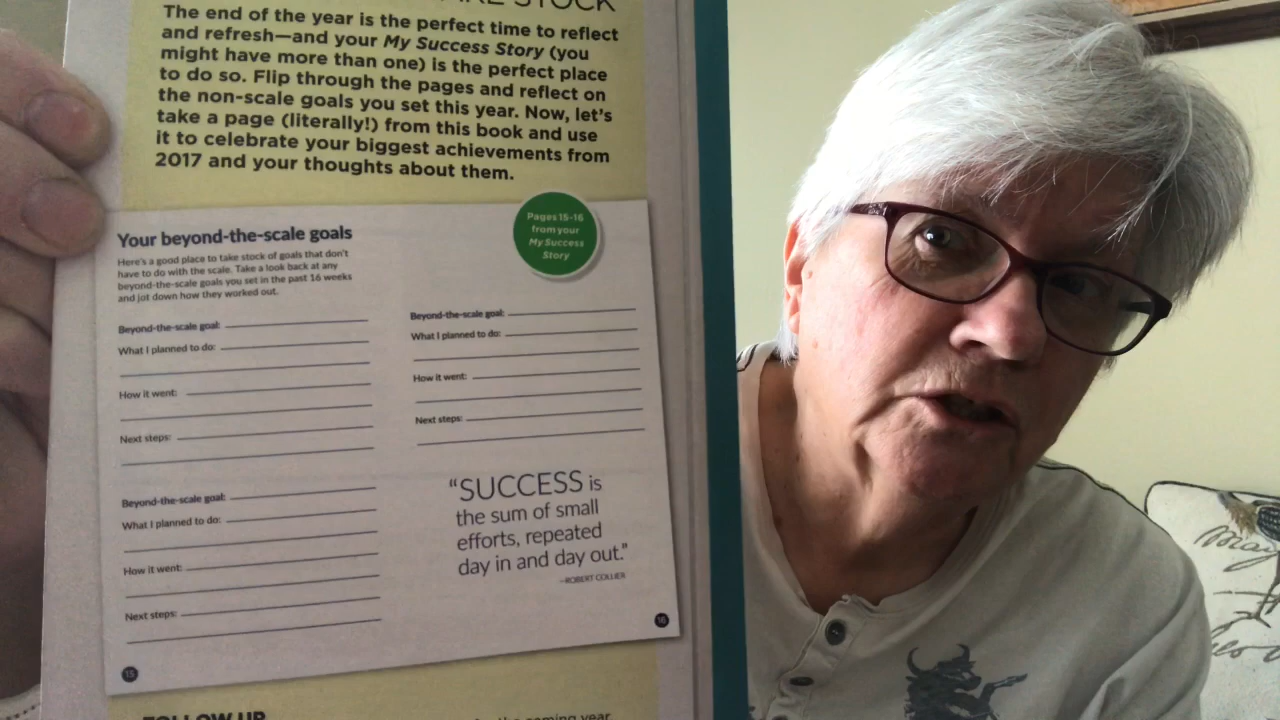 TAKE STOCK
The end of the year is the perfect time to reflect
and refresh—and your My Success Story (you
might have more than one) is the perfect place
to do so. Flip through the pages and reflect on
the non-scale goals you set this year. Now, let's
take a page (literally!) from this book and use
it to celebrate your biggest achievements from
2017 and your thoughts about them.
Pages 15-16
from your
My Success
Story
Your beyond-the-scale goals
Here's a good place to take stock of goals that don't
have to do with the scale. Take a look back at any
beyond-the-scale goals you set in the past 16 weeks
and jot down how they worked out.
Beyond-the-scale goal:
What I planned to do:
How it went:
Next steps:
Beyond-the-scale goal:
What I planned to do:
How it went:
Next steps:
15
Beyond-the-scale goal:
What I planned to do:
How it went:
Next steps:
"SUCCESS is
the sum of small
efforts, repeated
day in and day out."
—ROBERT COLLIER
16
FOLLOW UP
the coming year,